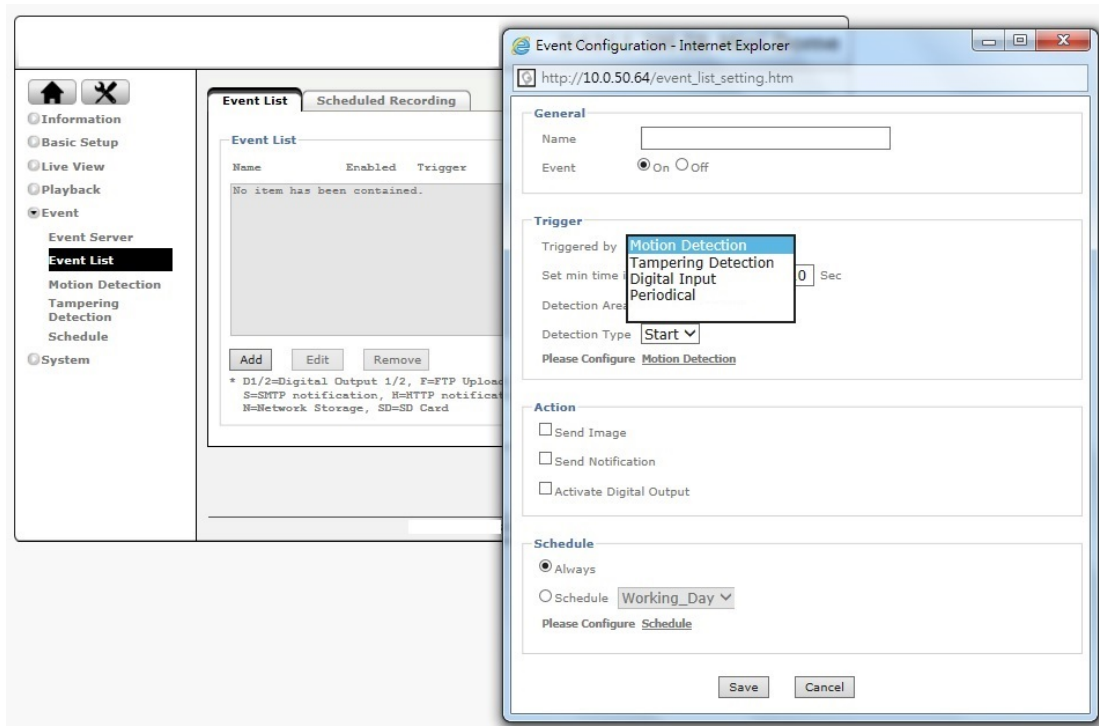 Event Configuration - Internet Explorer
http://10.0.50.64/event_list_setting.htm
Information
Basic Setup
Live View
Playback
Event
Event Server
Event List
Motion Detection
Tampering
Detection
Schedule
System
Event List
Scheduled Recording
Event List
Name Enabled Trigger
No item has been contained.
Add Edit Remove
* D1/2=Digital Output 1/2, F=FTP
S=SMTP notification, H=HTTP
N=Network Storage, SD=SD Card
General
Name
Event On Off
Trigger
Triggered by Motion Detection
Tampering Detection
Digital Input
Periodical
Set min time 0 Sec
Detection
Detection Type Start
Please Configure Motion Detection
Action
Send Image
Send Notification
Activate Digital Output
Schedule
Always
Schedule Working_Day
Please Configure Schedule
Save Cancel